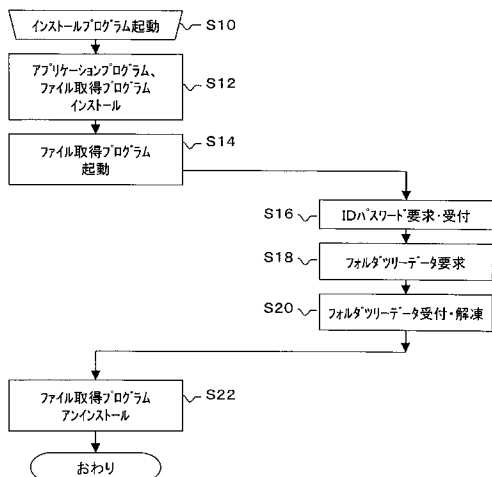 インストールプログラム起動
S10
アプリケーションプログラム、
ファイル取得プログラム
インストール
S12
ファイル取得プログラム
起動
S14
S16
IDパスワード要求・受付
S18
フォルダツリーデータ要求
S20
フォルダツリーデータ受付・解凍
ファイル取得プログラム
アンインストール
S22
おわり